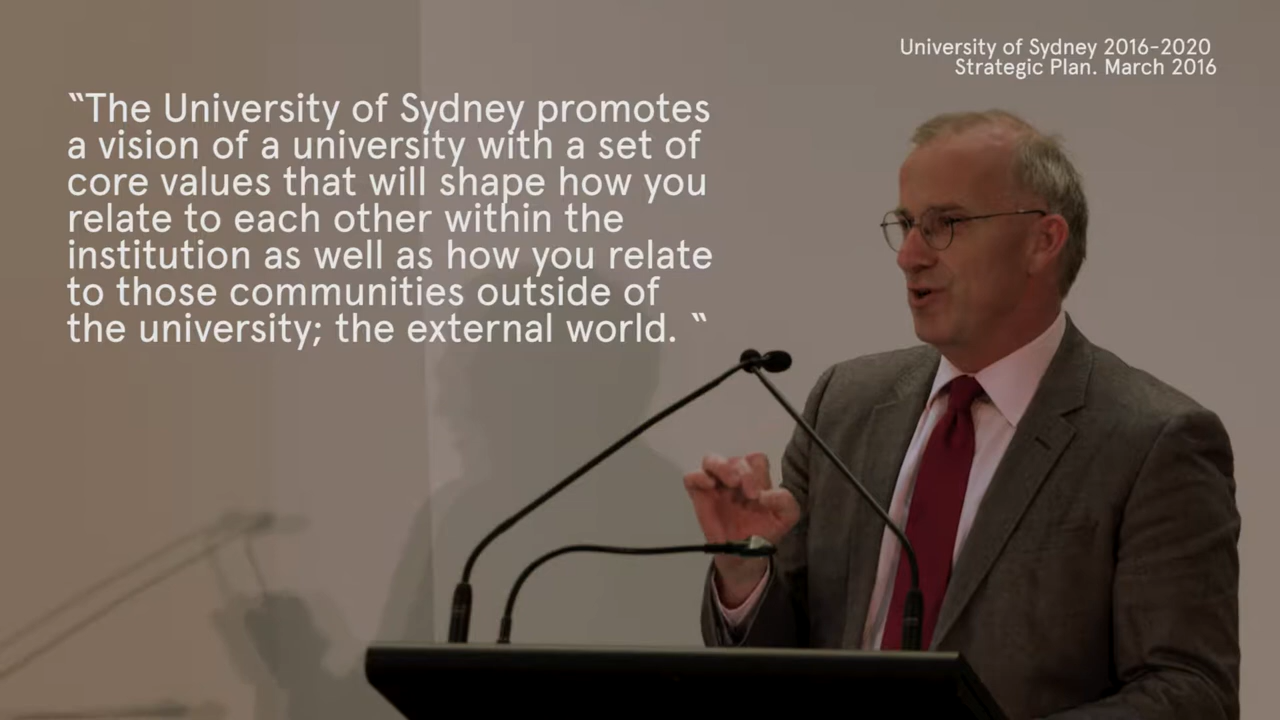 University of Sydney 2016-2020
Strategic Plan. March 2016
“The University of Sydney promotes
a vision of a university with a set of
core values that will shape how you
relate to each other within the
institution as well as how you relate
to those communities outside of
the university; the external world. “